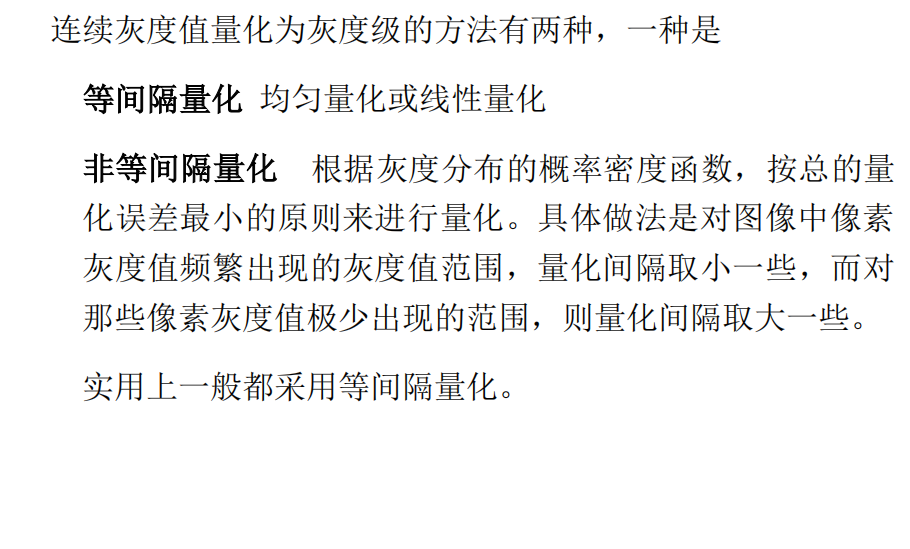 连续灰度值量化为灰度级的方法有两种，一种是
等间隔量化 均匀量化或线性量化
非等间隔量化 根据灰度分布的概率密度函数，按总的量
化误差最小的原则来进行量化。具体做法是对图像中像素
灰度值频繁出现的灰度值范围，量化间隔取小一些，而对
那些像素灰度值极少出现的范围，则量化间隔取大一些。
实用上一般都采用等间隔量化。